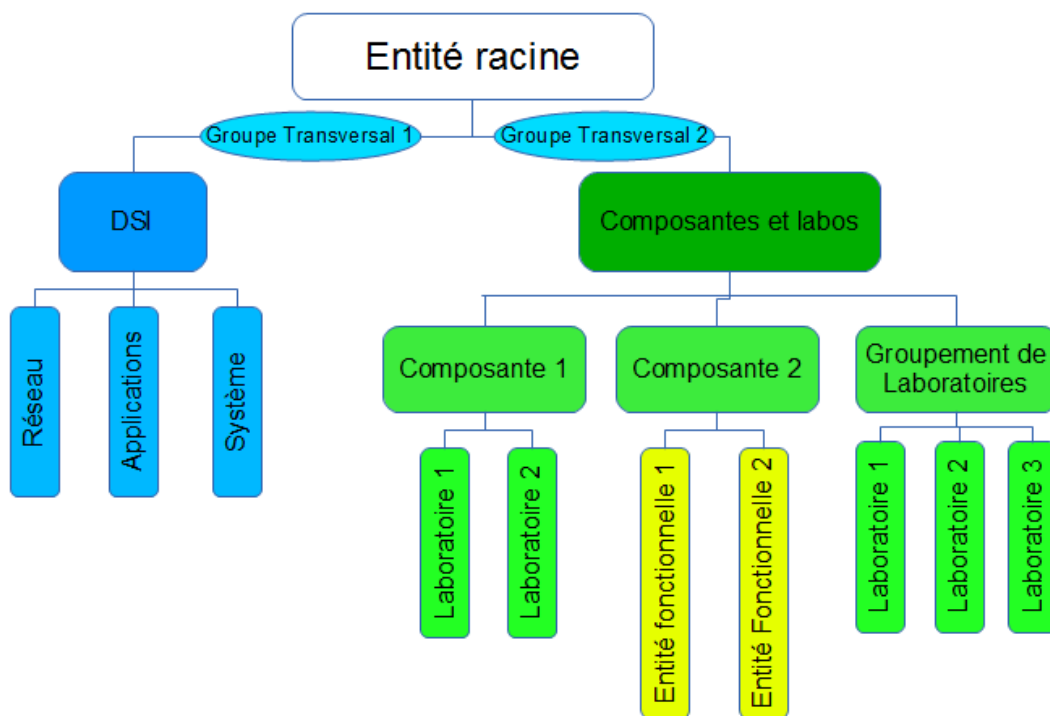 Entité racine
Groupe Transversal 1
Groupe Transversal 2
DSI
Composantes et labos
Réseau
Applications
Système
Composante 1
Composante 2
Groupement de
Laboratoires
Laboratoire 1
Laboratoire 2
Entité fonctionnelle 1
Entité Fonctionnelle 2
Laboratoire 1
Laboratoire 2
Laboratoire 3